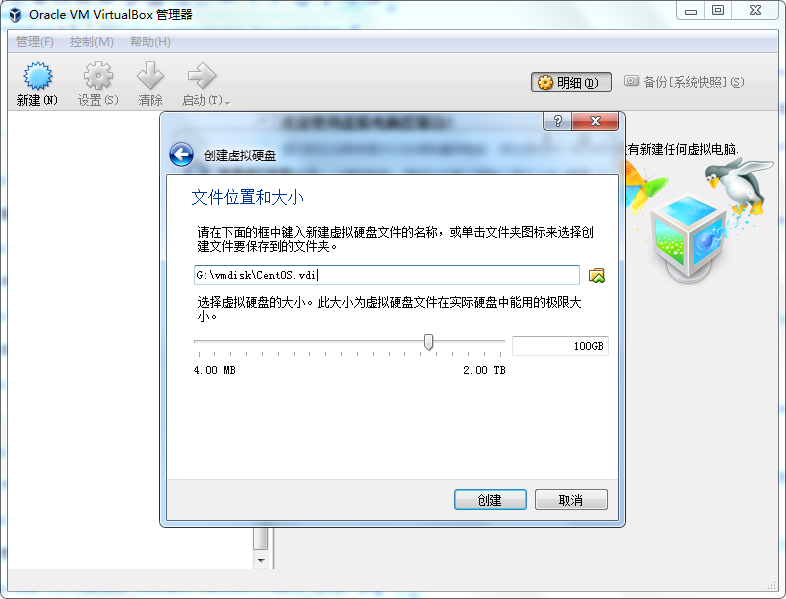 Oracle VM VirtualBox 管理器
管理(F) 控制(M) 帮助(H)
新建(N) 设置(S) 清除 启动(T)
明细(D) 备份[系统快照](S)
有新建任何虚拟电脑.
创建虚拟硬盘
文件位置和大小
请在下面的框中键入新建虚拟硬盘文件的名称，或单击文件夹图标来选择创
建文件要保存到的文件夹。
G:\vmdisk\CentOS.vdi
选择虚拟硬盘的大小。此大小为虚拟硬盘文件在实际硬盘中能用的极限大
小。
100GB
4.00 MB 2.00 TB
创建 取消